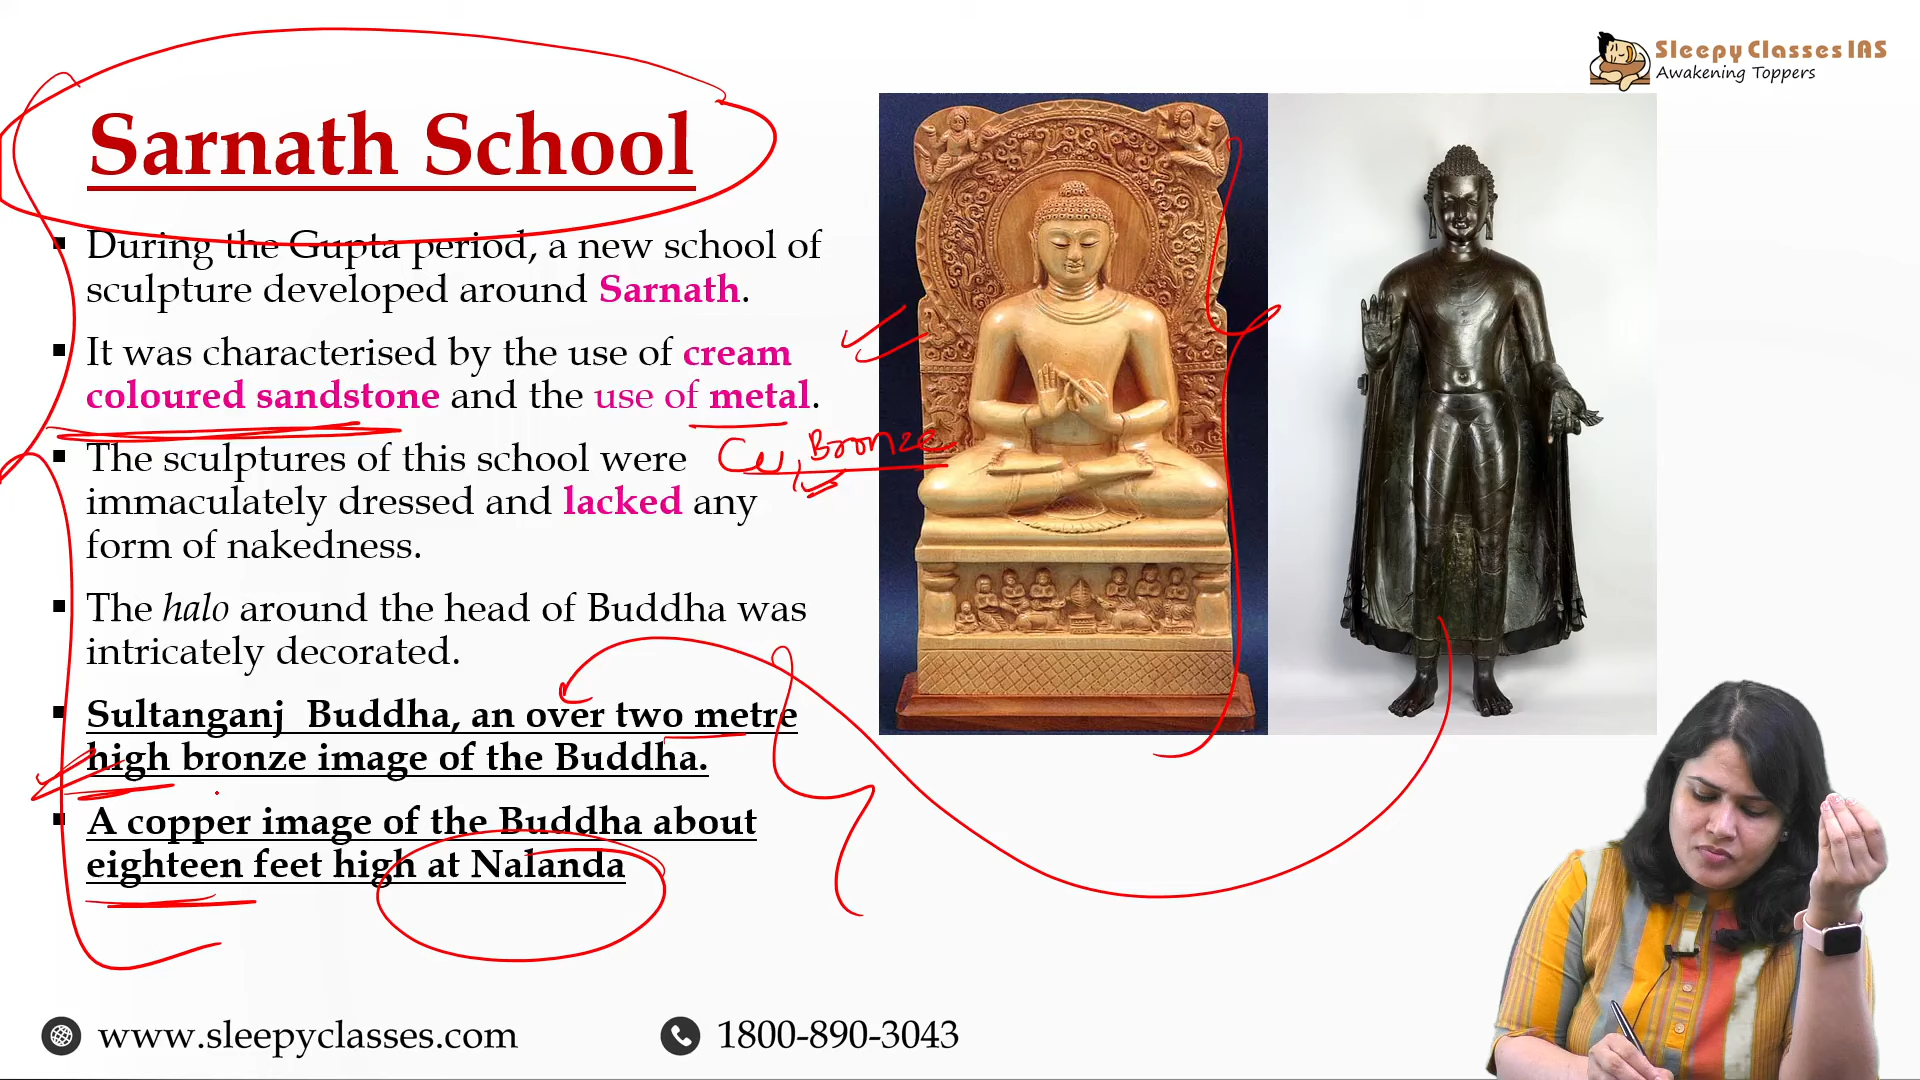 Sleepy Classes IAS
Awakening Toppers
Sarnath School
▪ During the Gupta period, a new school of
sculpture developed around Sarnath.
▪ It was characterised by the use of cream
coloured sandstone and the use of metal.
Cu, Bronze
▪ The sculptures of this school were
immaculately dressed and lacked any
form of nakedness.
▪ The halo around the head of Buddha was
intricately decorated.
▪ Sultanganj Buddha, an over two metre
high bronze image of the Buddha.
▪ A copper image of the Buddha about
eighteen feet high at Nalanda
www.sleepyclasses.com
1800-890-3043